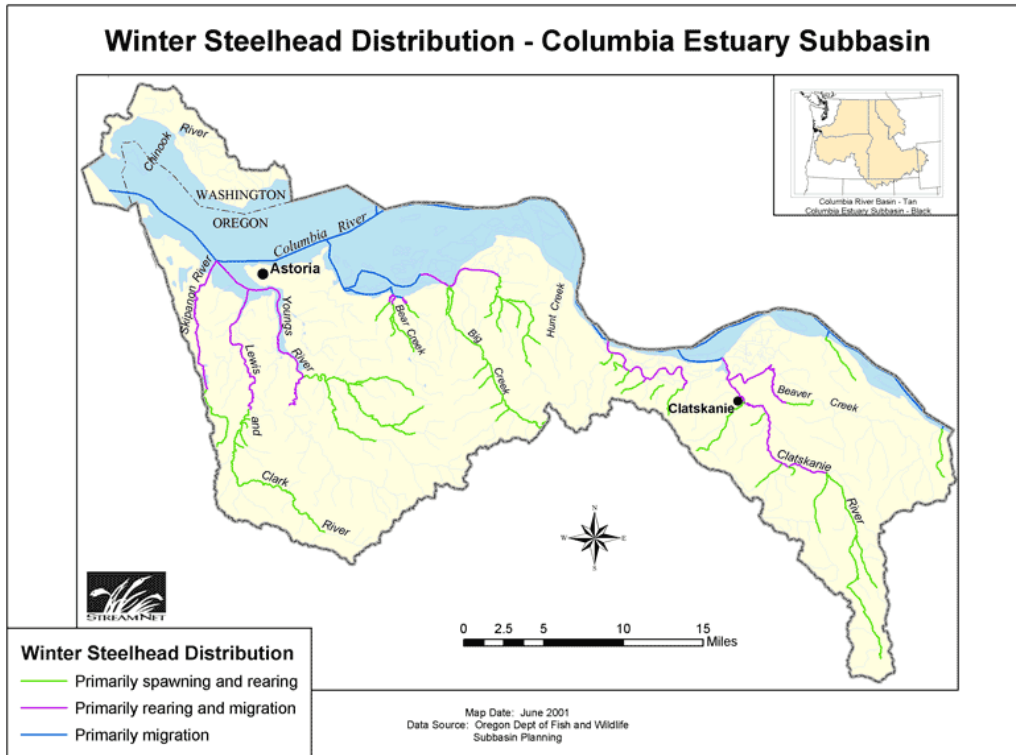 Winter Steelhead Distribution - Columbia Estuary Subbasin
Columbia River Basin - Tan
Columbia Estuary Subbasin - Black
Chinook River
WASHINGTON
OREGON
Columbia River
Astoria
Skipanon River
Youngs River
Lewis and Clark River
Bear Creek
Big Creek
Hunt Creek
Clatskanie
Beaver Creek
Clatskanie River
N
W
E
S
0 2.5 5 10 15
Miles
STREAMNET
Winter Steelhead Distribution
Primarily spawning and rearing
Primarily rearing and migration
Primarily migration
Map Date: June 2001
Data Source: Oregon Dept of Fish and Wildlife
Subbasin Planning